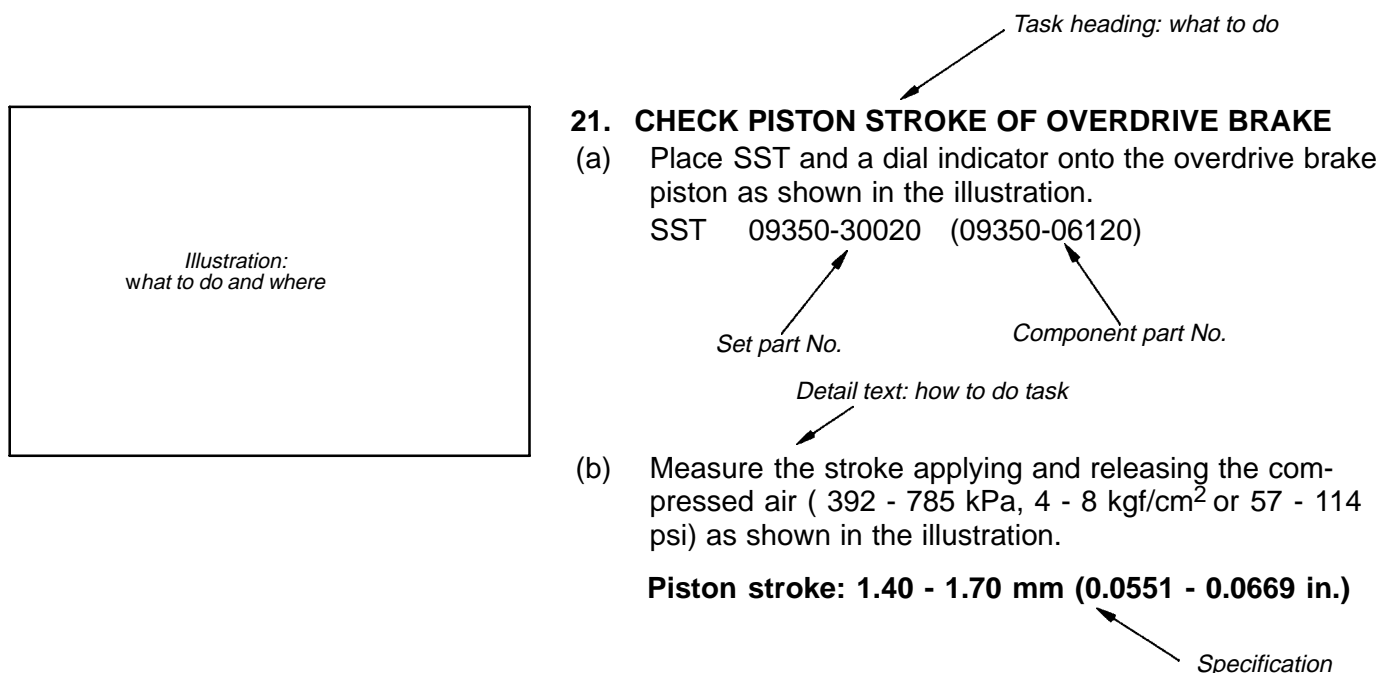 Task heading: what to do
21. CHECK PISTON STROKE OF OVERDRIVE BRAKE
(a) Place SST and a dial indicator onto the overdrive brake
piston as shown in the illustration.
SST 09350-30020 (09350-06120)
Illustration:
what to do and where
Set part No.
Component part No.
Detail text: how to do task
(b) Measure the stroke applying and releasing the com-
pressed air ( 392 - 785 kPa, 4 - 8 kgf/cm² or 57 - 114
psi) as shown in the illustration.
Piston stroke: 1.40 - 1.70 mm (0.0551 - 0.0669 in.)
Specification